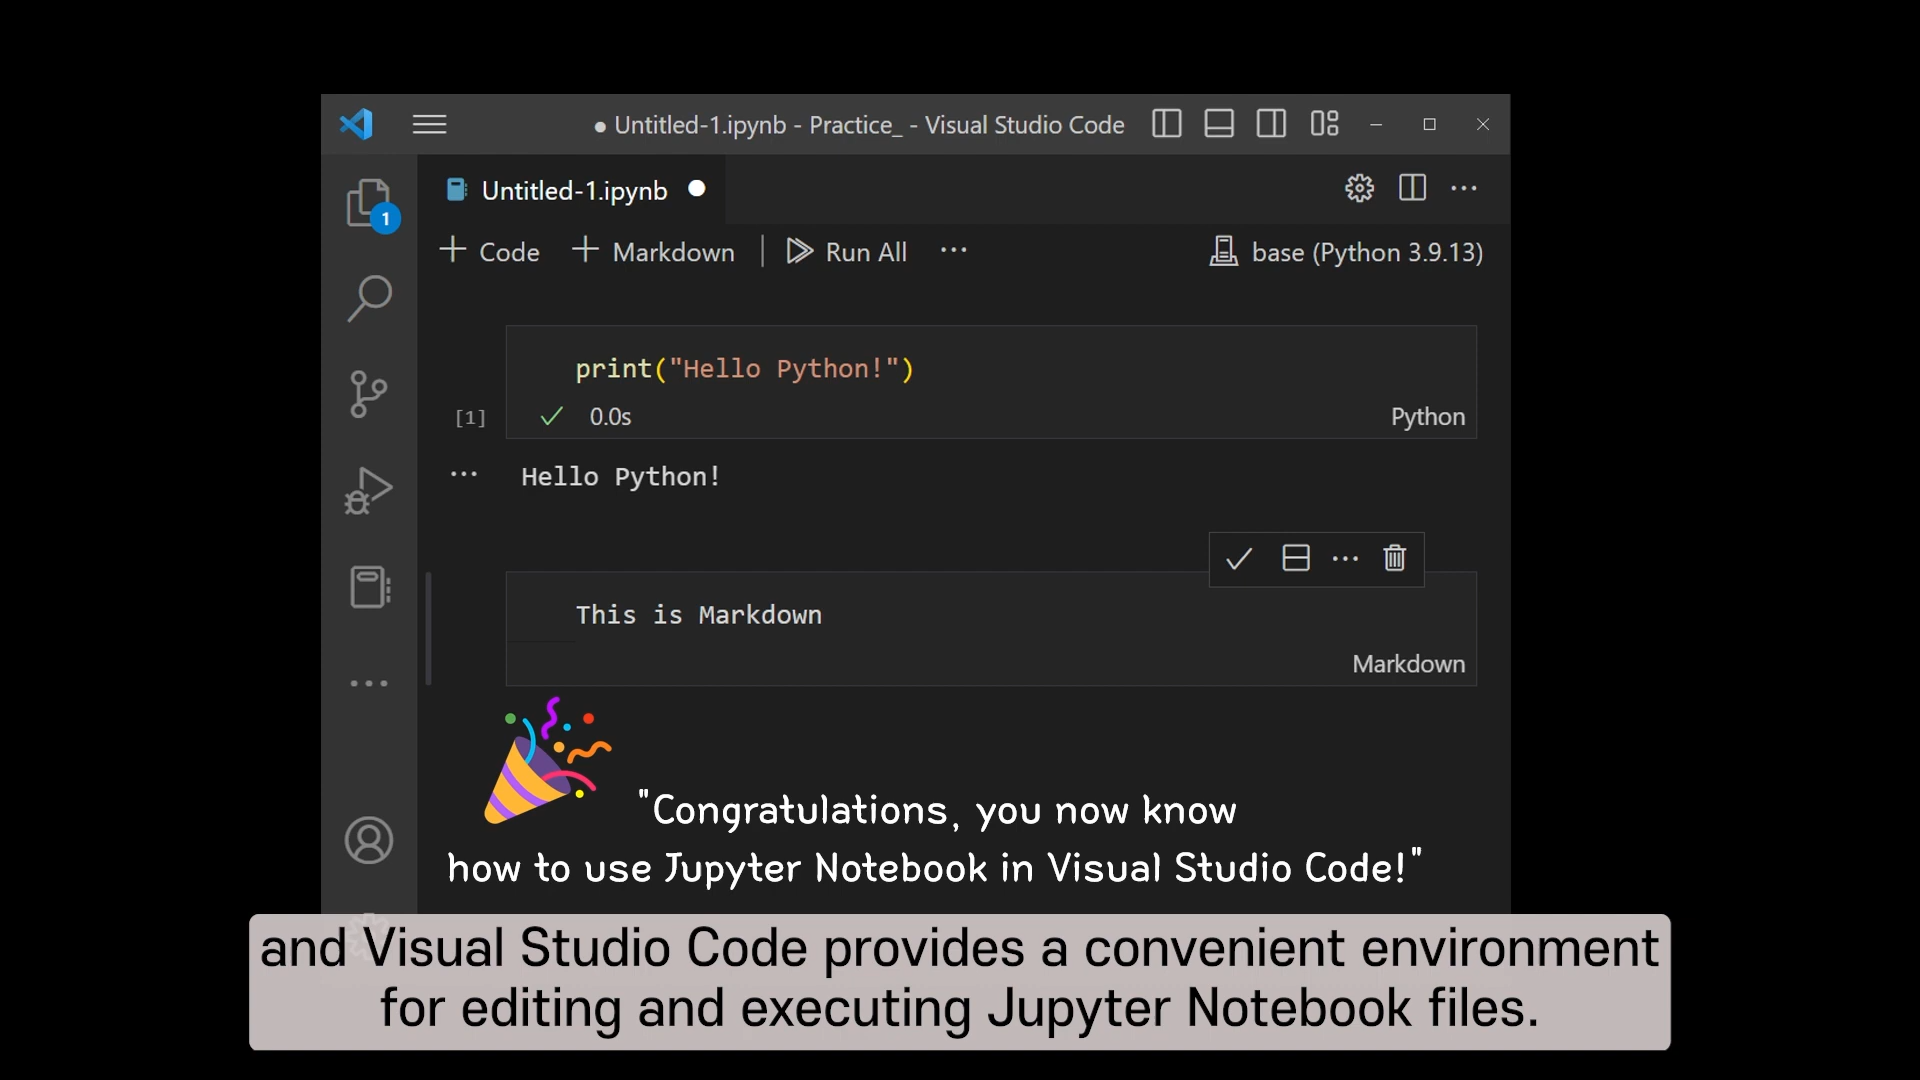 ● Untitled-1.ipynb - Practice_ - Visual Studio Code
Untitled-1.ipynb
1
Code Markdown Run All ··· base (Python 3.9.13)
print("Hello Python!")
[1] 0.0s Python
Hello Python!
This is Markdown
Markdown
"Congratulations, you now know
how to use Jupyter Notebook in Visual Studio Code!"
and Visual Studio Code provides a convenient environment
for editing and executing Jupyter Notebook files.